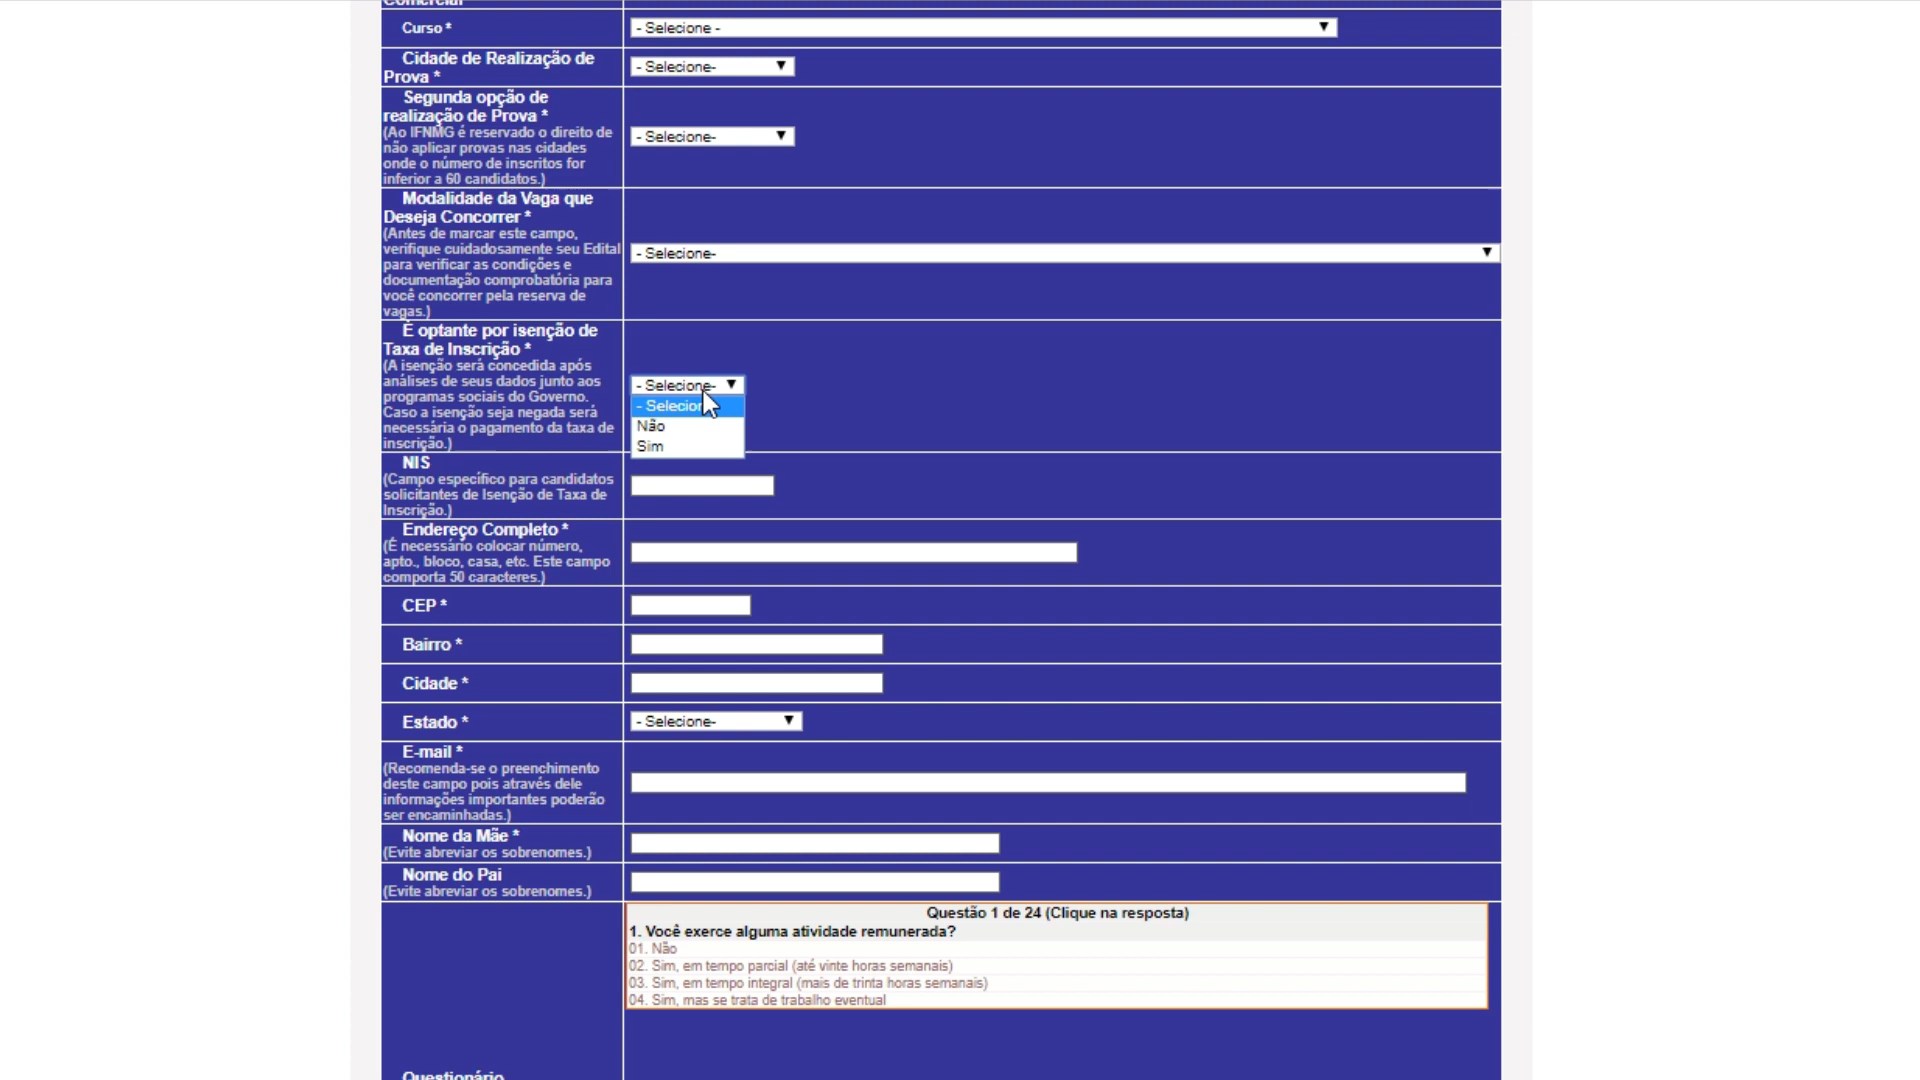 Comercial
Curso *
- Selecione -
Cidade de Realização de
Prova *
- Selecione-
Segunda opção de
realização de Prova *
(Ao IFNMG é reservado o direito de
não aplicar provas nas cidades
onde o número de inscritos for
inferior a 60 candidatos.)
- Selecione-
Modalidade da Vaga que
Deseja Concorrer *
(Antes de marcar este campo,
verifique cuidadosamente seu Edital
para verificar as condições e
documentação comprobatória para
você concorrer pela reserva de
vagas.)
- Selecione-
É optante por isenção de
Taxa de Inscrição *
(A isenção será concedida após
análises de seus dados junto aos
programas sociais do Governo.
Caso a isenção seja negada será
necessária o pagamento da taxa de
inscrição.)
- Selecione-
- Selecion
Não
Sim
NIS
(Campo específico para candidatos
solicitantes de Isenção de Taxa de
Inscrição.)
Endereço Completo *
(É necessário colocar número,
apto., bloco, casa, etc. Este campo
comporta 50 caracteres.)
CEP *
Bairro *
Cidade *
Estado *
- Selecione-
E-mail *
(Recomenda-se o preenchimento
deste campo pois através dele
informações importantes poderão
ser encaminhadas.)
Nome da Mãe *
(Evite abreviar os sobrenomes.)
Nome do Pai
(Evite abreviar os sobrenomes.)
Questão 1 de 24 (Clique na resposta)
1. Você exerce alguma atividade remunerada?
01. Não
02. Sim, em tempo parcial (até vinte horas semanais)
03. Sim, em tempo integral (mais de trinta horas semanais)
04. Sim, mas se trata de trabalho eventual
Questionário